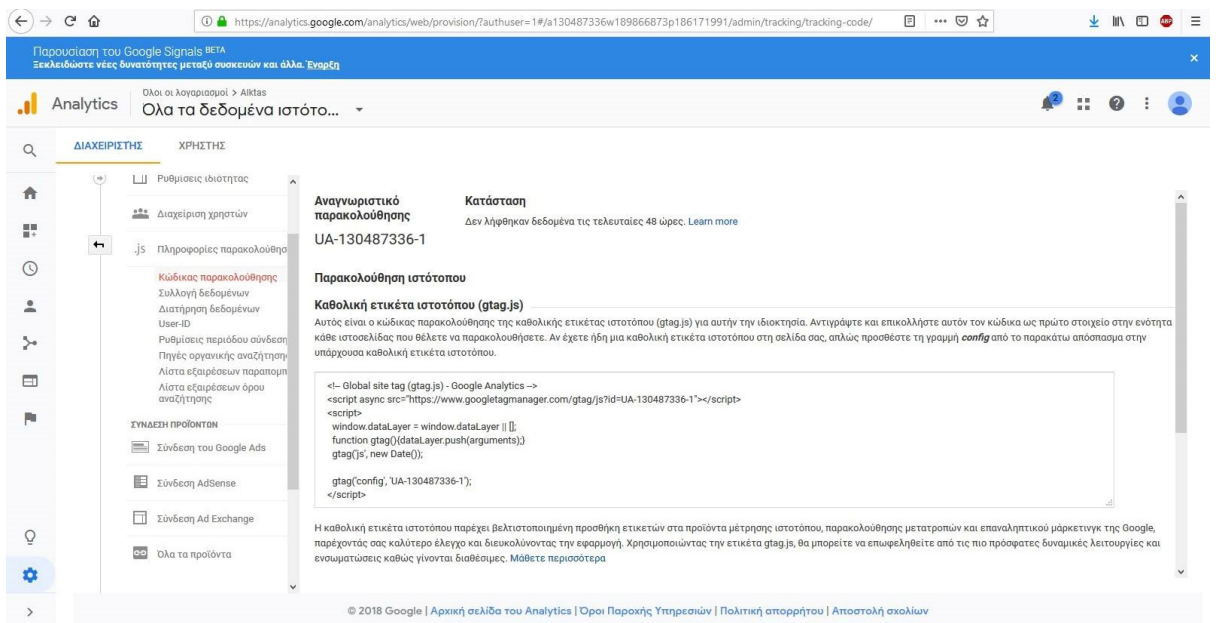 https://analytics.google.com/analytics/web/provision/?authuser=1#/a130487336w189866873p186171991/admin/tracking/tracking-code/
ABP
Παρουσίαση του Google Signals BETA
Ξεκλειδώστε νέες δυνατότητες μεταξύ συσκευών και άλλα. Έναρξη
Analytics
Όλοι οι λογαριασμοί > Alktas
Όλα τα δεδομένα ιστότο...
2
ΔΙΑΧΕΙΡΙΣΤΉΣ ΧΡΉΣΤΗΣ
Ρυθμίσεις ιδιότητας
Διαχείριση χρηστών
.js Πληροφορίες παρακολούθησ
Κώδικας παρακολούθησης
Συλλογή δεδομένων
Διατήρηση δεδομένων
User-ID
Ρυθμίσεις περιόδου σύνδεση
Πηγές οργανικής αναζήτηση
Λίστα εξαιρέσεων παραπομπ
Λίστα εξαιρέσεων όρου
αναζήτησης
ΣΥΝΔΕΣΗ ΠΡΟΪΟΝΤΩΝ
Σύνδεση του Google Ads
Σύνδεση AdSense
Σύνδεση Ad Exchange
Όλα τα προϊόντα
Αναγνωριστικό
παρακολούθησης
UA-130487336-1
Κατάσταση
Δεν λήφθηκαν δεδομένα τις τελευταίες 48 ώρες. Learn more
Παρακολούθηση ιστότοπου
Καθολική ετικέτα ιστοτόπου (gtag.js)
Αυτός είναι ο κώδικας παρακολούθησης της καθολικής ετικέτας ιστοτόπου (gtag.js) για αυτήν την ιδιοκτησία. Αντιγράψτε και επικολλήστε αυτόν τον κώδικα ως πρώτο στοιχείο στην ενότητα
κάθε ιστοσελίδας που θέλετε να παρακολουθήσετε. Αν έχετε ήδη μια καθολική ετικέτα ιστοτόπου στη σελίδα σας, απλώς προσθέστε τη γραμμή config από το παρακάτω απόσπασμα στην
υπάρχουσα καθολική ετικέτα ιστοτόπου.
<!-- Global site tag (gtag.js) - Google Analytics -->
<script async src="https://www.googletagmanager.com/gtag/js?id=UA-130487336-1"></script>
<script>
window.dataLayer = window.dataLayer || [];
function gtag(){dataLayer.push(arguments);}
gtag('js', new Date());
gtag('config', 'UA-130487336-1');
</script>
Η καθολική ετικέτα ιστοτόπου παρέχει βελτιστοποιημένη προσθήκη ετικετών στα προϊόντα μέτρησης ιστοτόπου, παρακολούθησης μετατροπών και επαναληπτικού μάρκετινγκ της Google,
παρέχοντάς σας καλύτερο έλεγχο και διευκολύνοντας την εφαρμογή. Χρησιμοποιώντας την ετικέτα gtag.js, θα μπορείτε να επωφεληθείτε από τις πιο πρόσφατες δυναμικές λειτουργίες και
ενσωματώσεις καθώς γίνονται διαθέσιμες. Μάθετε περισσότερα
© 2018 Google | Αρχική σελίδα του Analytics | Όροι Παροχής Υπηρεσιών | Πολιτική απορρήτου | Αποστολή σχολίων